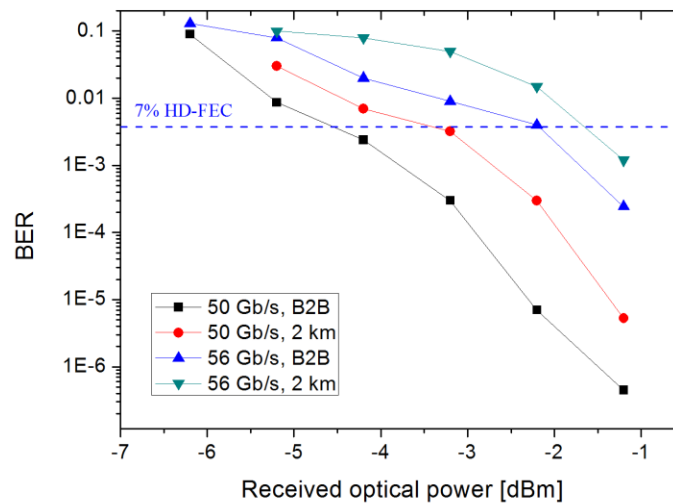 0.1
0.01
1E-3
1E-4
1E-5
1E-6
BER
7% HD-FEC
50 Gb/s, B2B
50 Gb/s, 2 km
56 Gb/s, B2B
56 Gb/s, 2 km
-7 -6 -5 -4 -3 -2 -1
Received optical power [dBm]